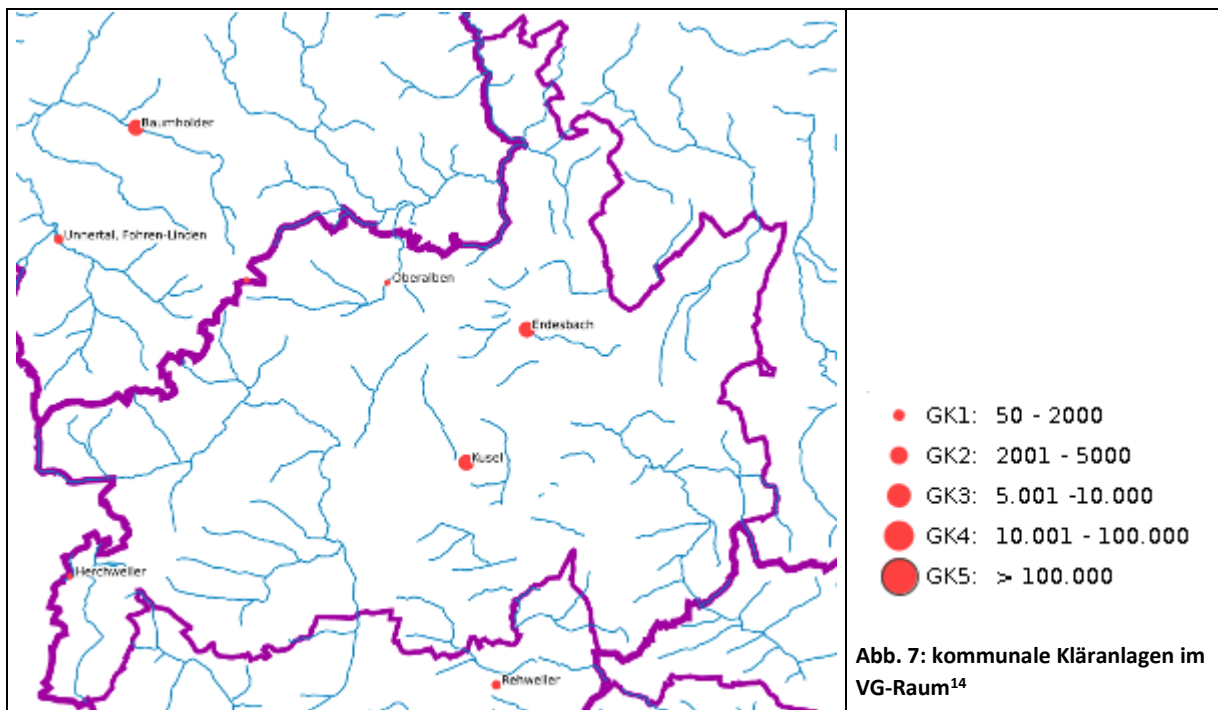 Baumholder
Unnertal, Fohren-Linden
Oberalben
Erdesbach
Kusel
Herchweiler
Rehweiler
GK1: 50 - 2000
GK2: 2001 - 5000
GK3: 5.001 -10.000
GK4: 10.001 - 100.000
GK5: > 100.000
Abb. 7: kommunale Kläranlagen im
VG-Raum¹⁴